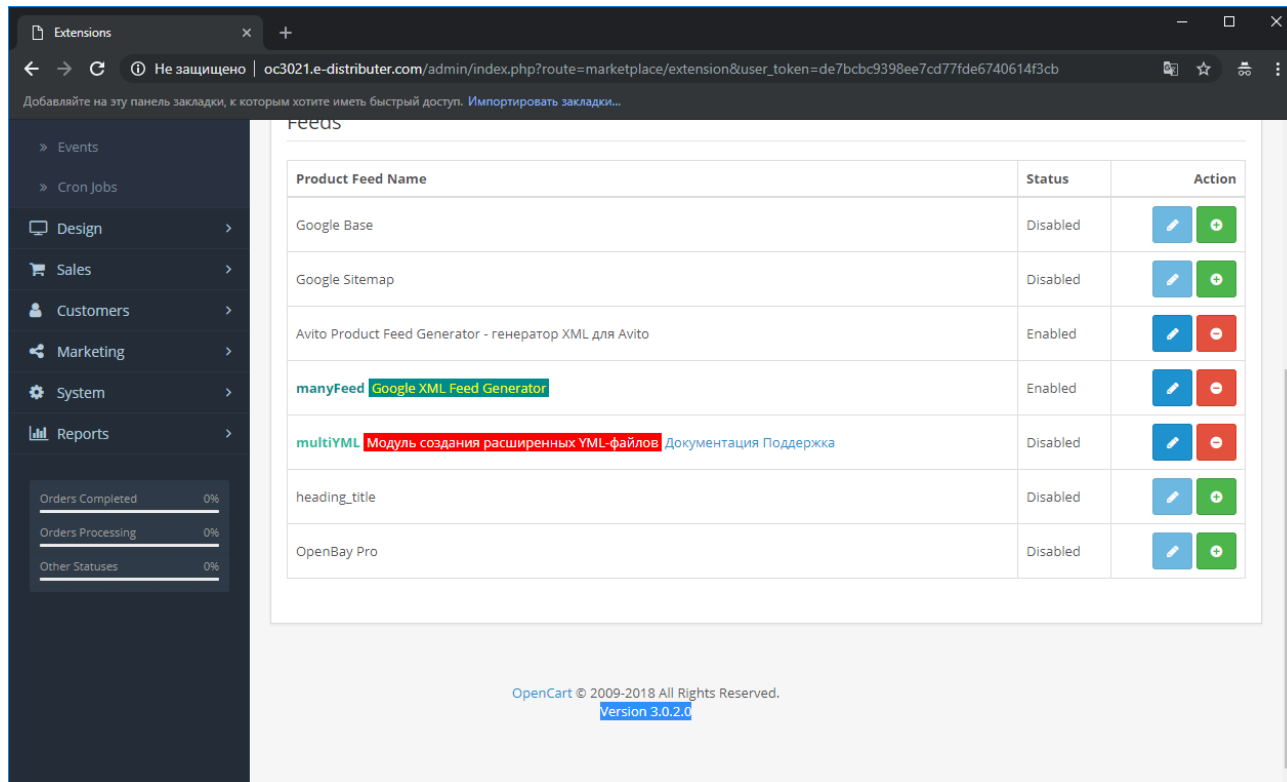 Extensions
Не защищено | oc3021.e-distributer.com/admin/index.php?route=marketplace/extension&user_token=de7bcbc9398ee7cd77fde6740614f3cb
Добавляйте на эту панель закладки, к которым хотите иметь быстрый доступ. Импортировать закладки...
» Events
» Cron Jobs
Design
Sales
Customers
Marketing
System
Reports
Orders Completed 0%
Orders Processing 0%
Other Statuses 0%
Feeds
Product Feed Name Status Action
Google Base Disabled
Google Sitemap Disabled
Avito Product Feed Generator - генератор XML для Avito Enabled
manyFeed Google XML Feed Generator Enabled
multiYML Модуль создания расширенных YML-файлов Документация Поддержка Disabled
heading_title Disabled
OpenBay Pro Disabled
OpenCart © 2009-2018 All Rights Reserved.
Version 3.0.2.0